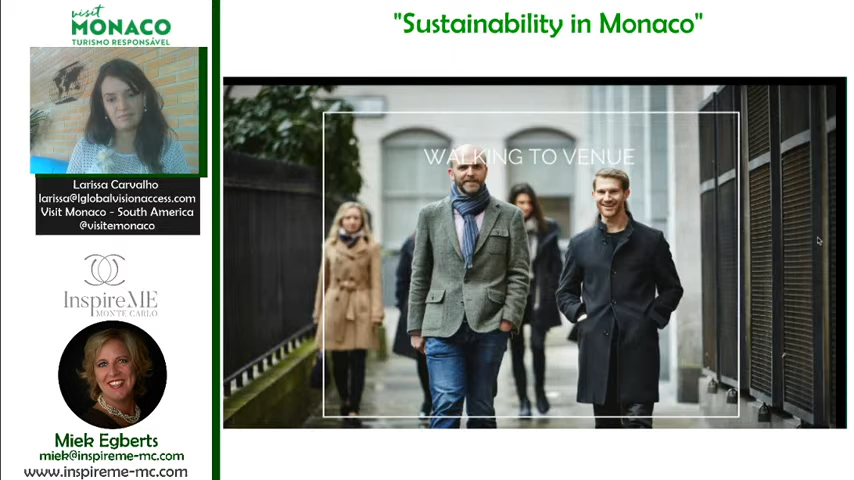 visit
MONACO
TURISMO RESPONSÁVEL
"Sustainability in Monaco"
WALKING TO VENUE
Larissa Carvalho
larissa@lglobalvisionaccess.com
Visit Monaco - South America
@visitemonaco
InspireME
MONTE CARLO
Miek Egberts
miek@inspireme-mc.com
www.inspireme-mc.com